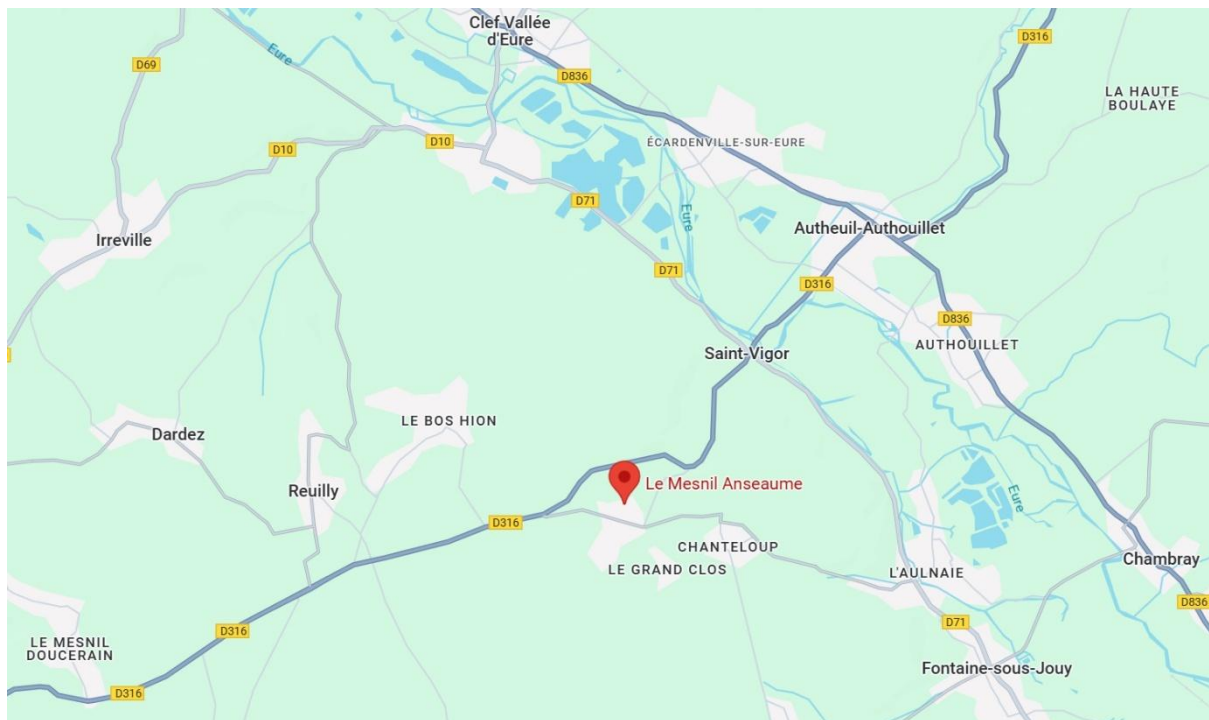 Clef Vallée
d'Eure
D316
Eure
D69
D836
LA HAUTE
BOULAYE
D10
D10
ÉCARDENVILLE-SUR-EURE
D71
Eure
Irreville
Autheuil-Authouillet
D71
D316
D836
AUTHOUILLET
Saint-Vigor
LE BOS HION
Dardez
Reuilly
Le Mesnil Anseaume
Eure
D316
CHANTELOUP
LE GRAND CLOS
L'AULNAIE
Chambray
D836
D316
D71
LE MESNIL
DOUCERAIN
Fontaine-sous-Jouy
D316